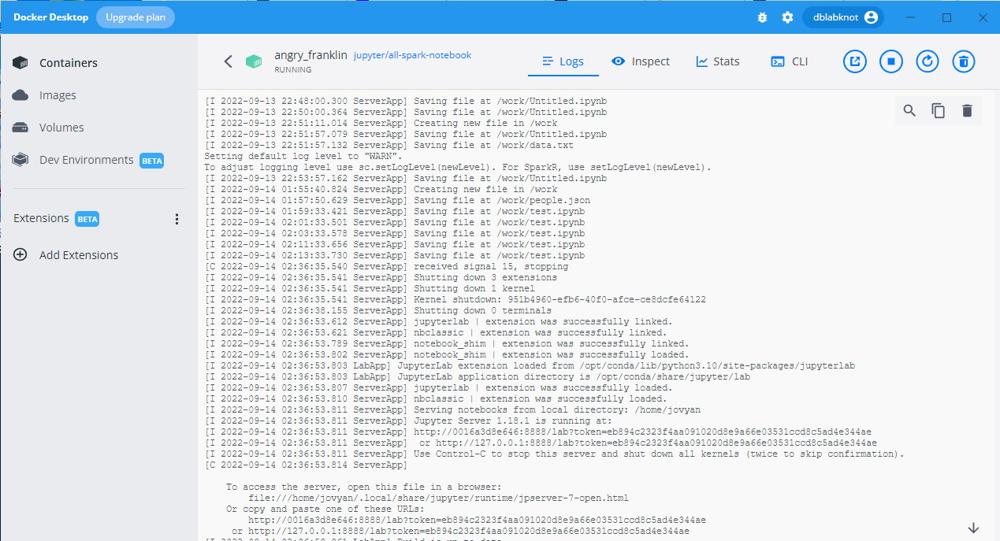 Docker Desktop
Upgrade plan
dblabknot
Containers
Images
Volumes
Dev Environments BETA
Extensions BETA
Add Extensions
angry_franklin jupyter/all-spark-notebook
RUNNING
Logs
Inspect
Stats
CLI
[I 2022-09-13 22:48:00.300 ServerApp] Saving file at /work/Untitled.ipynb
[I 2022-09-13 22:50:00.364 ServerApp] Saving file at /work/Untitled.ipynb
[I 2022-09-13 22:51:11.014 ServerApp] Creating new file in /work
[I 2022-09-13 22:51:57.079 ServerApp] Saving file at /work/Untitled.ipynb
[I 2022-09-13 22:51:57.132 ServerApp] Saving file at /work/data.txt
Setting default log level to "WARN".
To adjust logging level use sc.setLogLevel(newLevel). For SparkR, use setLogLevel(newLevel).
[I 2022-09-13 22:53:57.162 ServerApp] Saving file at /work/Untitled.ipynb
[I 2022-09-14 01:55:40.824 ServerApp] Creating new file in /work
[I 2022-09-14 01:57:50.629 ServerApp] Saving file at /work/people.json
[I 2022-09-14 01:59:33.421 ServerApp] Saving file at /work/test.ipynb
[I 2022-09-14 02:01:33.501 ServerApp] Saving file at /work/test.ipynb
[I 2022-09-14 02:03:33.578 ServerApp] Saving file at /work/test.ipynb
[I 2022-09-14 02:11:33.656 ServerApp] Saving file at /work/test.ipynb
[I 2022-09-14 02:13:33.730 ServerApp] Saving file at /work/test.ipynb
[C 2022-09-14 02:36:35.540 ServerApp] received signal 15, stopping
[I 2022-09-14 02:36:35.541 ServerApp] Shutting down 3 extensions
[I 2022-09-14 02:36:35.541 ServerApp] Shutting down 1 kernel
[I 2022-09-14 02:36:35.541 ServerApp] Kernel shutdown: 951b4960-efb6-40f0-afce-ce8dcfe64122
[I 2022-09-14 02:36:38.155 ServerApp] Shutting down 0 terminals
[I 2022-09-14 02:36:53.612 ServerApp] jupyterlab | extension was successfully linked.
[I 2022-09-14 02:36:53.621 ServerApp] nbclassic | extension was successfully linked.
[I 2022-09-14 02:36:53.789 ServerApp] notebook_shim | extension was successfully linked.
[I 2022-09-14 02:36:53.802 ServerApp] notebook_shim | extension was successfully loaded.
[I 2022-09-14 02:36:53.803 LabApp] JupyterLab extension loaded from /opt/conda/lib/python3.10/site-packages/jupyterlab
[I 2022-09-14 02:36:53.803 LabApp] JupyterLab application directory is /opt/conda/share/jupyter/lab
[I 2022-09-14 02:36:53.807 ServerApp] jupyterlab | extension was successfully loaded.
[I 2022-09-14 02:36:53.810 ServerApp] nbclassic | extension was successfully loaded.
[I 2022-09-14 02:36:53.811 ServerApp] Serving notebooks from local directory: /home/jovyan
[I 2022-09-14 02:36:53.811 ServerApp] Jupyter Server 1.18.1 is running at:
[I 2022-09-14 02:36:53.811 ServerApp] http://0016a3d8e646:8888/lab?token=eb894c2323f4aa091020d8e9a66e03531ccd8c5ad4e344ae
[I 2022-09-14 02:36:53.811 ServerApp]  or http://127.0.0.1:8888/lab?token=eb894c2323f4aa091020d8e9a66e03531ccd8c5ad4e344ae
[I 2022-09-14 02:36:53.811 ServerApp] Use Control-C to stop this server and shut down all kernels (twice to skip confirmation).
[C 2022-09-14 02:36:53.814 ServerApp]
To access the server, open this file in a browser:
file:///home/jovyan/.local/share/jupyter/runtime/jpserver-7-open.html
Or copy and paste one of these URLs:
http://0016a3d8e646:8888/lab?token=eb894c2323f4aa091020d8e9a66e03531ccd8c5ad4e344ae
or http://127.0.0.1:8888/lab?token=eb894c2323f4aa091020d8e9a66e03531ccd8c5ad4e344ae